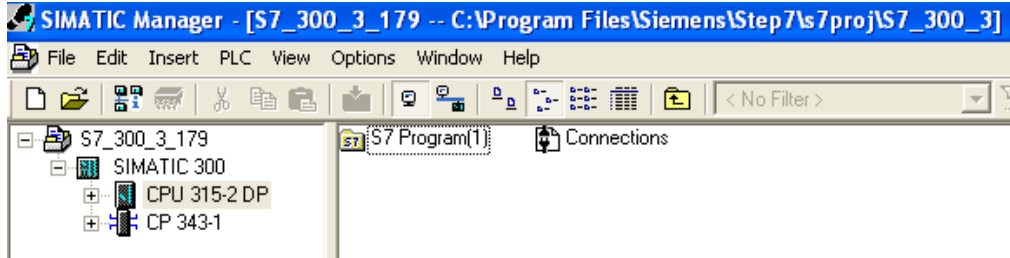 SIMATIC Manager - [S7_300_3_179 -- C:\Program Files\Siemens\Step7\s7proj\S7_300_3]
File Edit Insert PLC View Options Window Help
< No Filter >
S7_300_3_179
SIMATIC 300
CPU 315-2 DP
CP 343-1
S7 Program(1) Connections